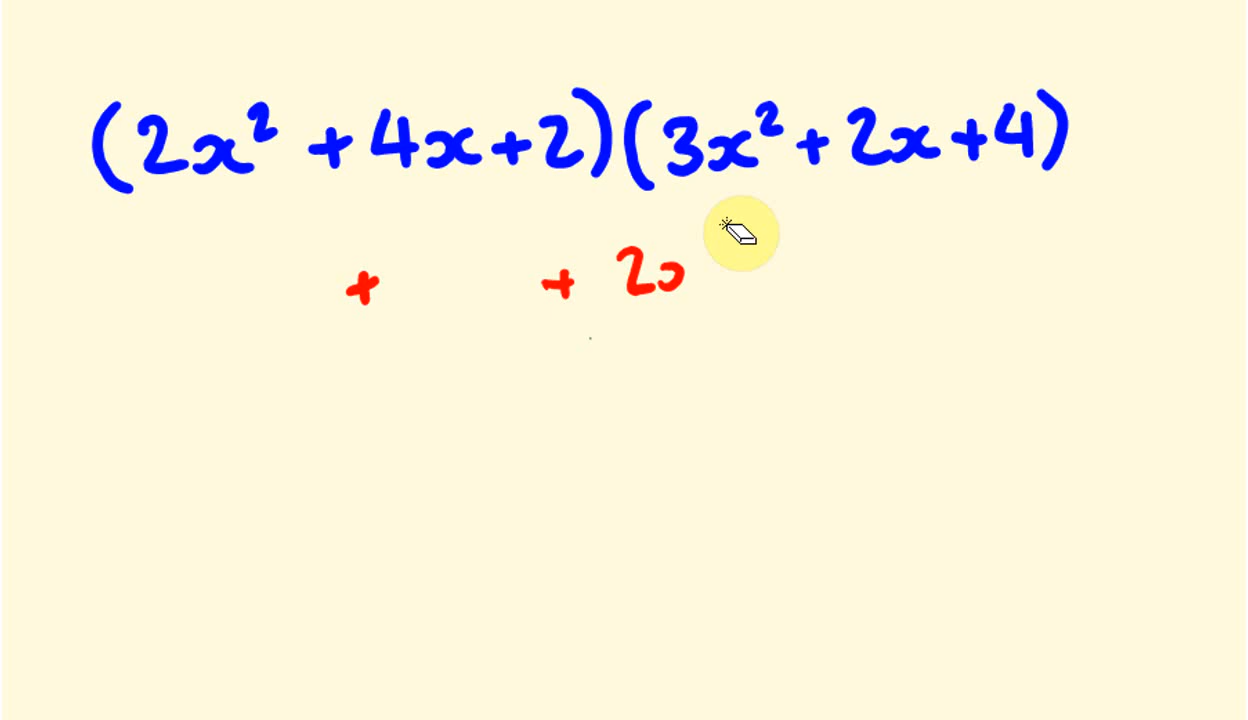 (2x² + 4x + 2)(3x² + 2x + 4)
+ + 2